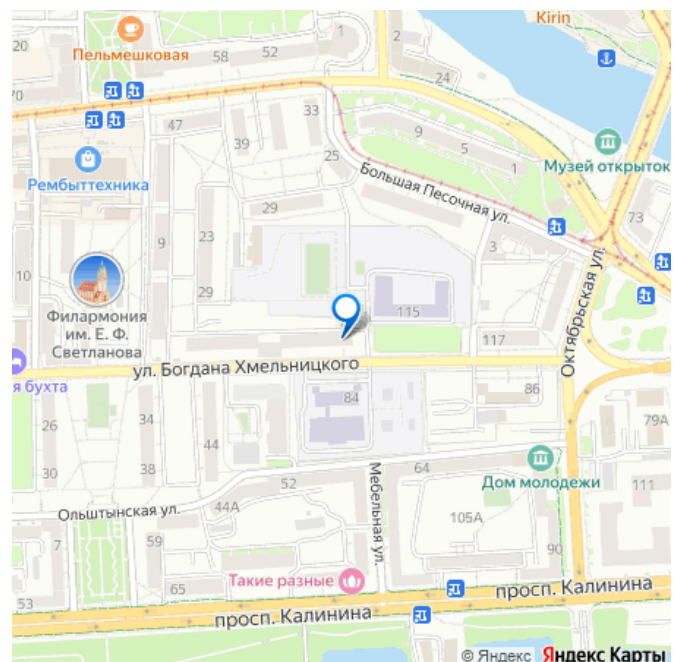 Kirin
20
1
2
Пельмешковая
58
52
24
70
33
47
9
5
39
1
25
Музей открыток
Рембыттехника
Большая Песочная ул.
29
73
23
9
3
10
29
Октябрьская ул.
115
Филармония
им. Е. Ф.
Светланова
117
ул. Богдана Хмельницкого
я бухта
86
84
26
34
79А
44
30
38
64
Дом молодежи
52
Мебельная ул.
111
44А
Ольштынская ул.
105А
7
59
90
Такие разные
65
просп. Калинина
53
просп. Калинина
© Яндекс Яндекс Карты